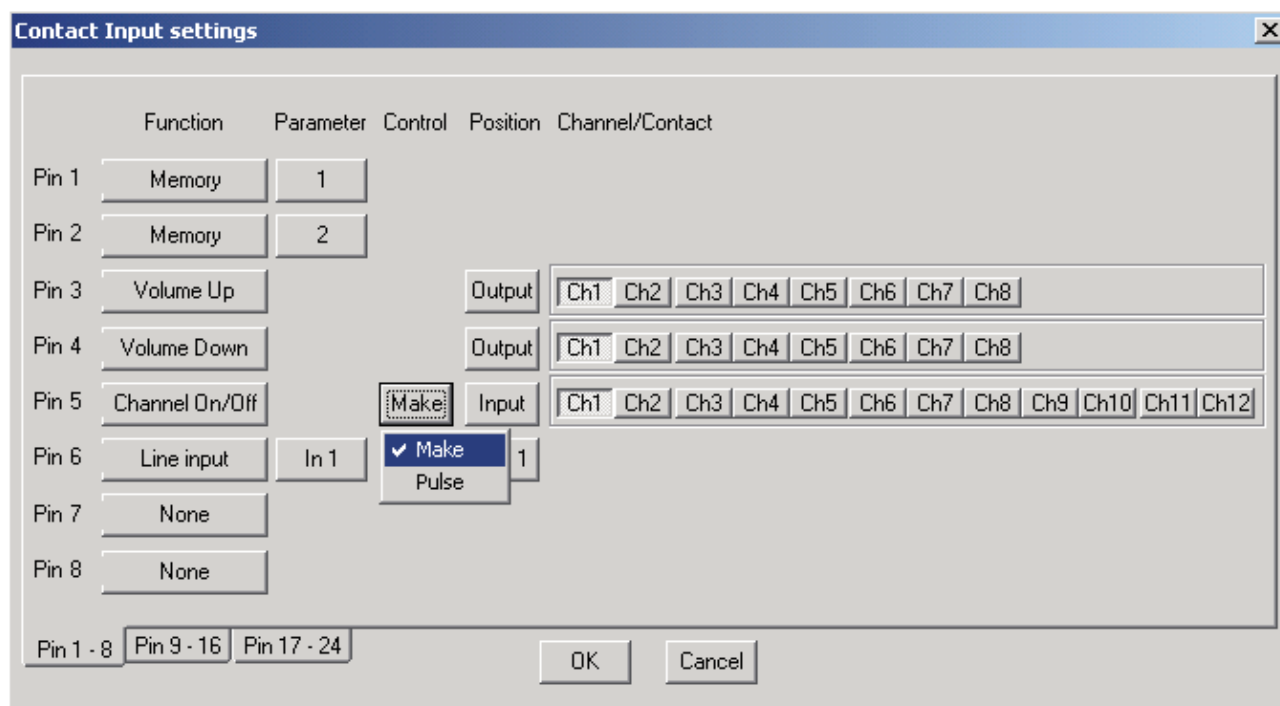 Contact Input settings
Function Parameter Control Position Channel/Contact
Pin 1 Memory 1
Pin 2 Memory 2
Pin 3 Volume Up Output Ch1 Ch2 Ch3 Ch4 Ch5 Ch6 Ch7 Ch8
Pin 4 Volume Down Output Ch1 Ch2 Ch3 Ch4 Ch5 Ch6 Ch7 Ch8
Pin 5 Channel On/Off Make Input Ch1 Ch2 Ch3 Ch4 Ch5 Ch6 Ch7 Ch8 Ch9 Ch10 Ch11 Ch12
Pin 6 Line input In 1 Make 1
Pulse
Pin 7 None
Pin 8 None
Pin 1 - 8 Pin 9 - 16 Pin 17 - 24
OK Cancel